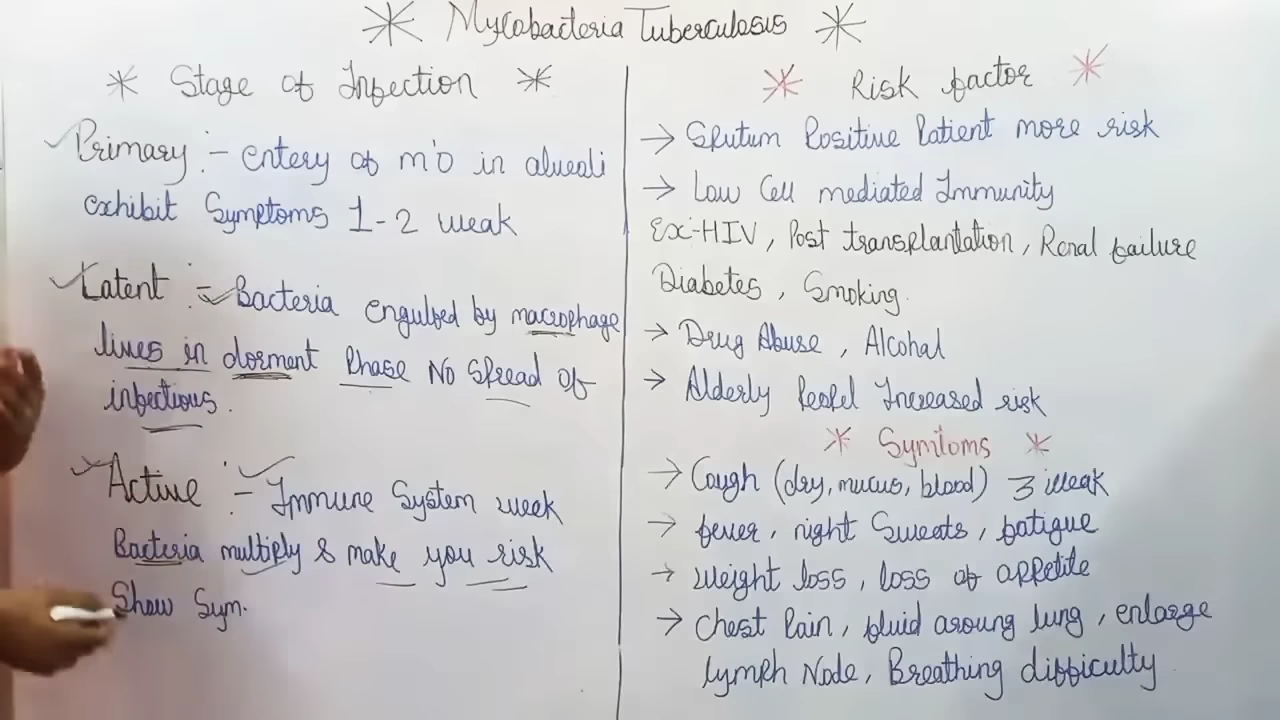 Mycobacteria Tuberculosis
Stage of Infection
Primary :- entery of m'o in alveoli
exhibit Symptoms 1-2 weak
Latent :- Bacteria engulfed by macrophage
lives in dorment Phase No Spread of
infectious.
Active :- Immune System week
Bacteria multiply & make you risk
Show Sym.
Risk factor
→ Sputum Positive Patient more risk
→ Low Cell mediated Immunity
Ex:-HIV, Post transplantation, Renal failure
Diabetes, Smoking.
→ Drug Abuse, Alcohal
→ Alderly Peopel Increased risk
Symtoms
→ Cough (dry, mucus, blood) 3 weak
→ fever, night Sweats, fatigue
→ Weight loss, loss of appetite
→ Chest Pain, fluid aroung lung, enlarge
lymph Node, Breathing difficulty